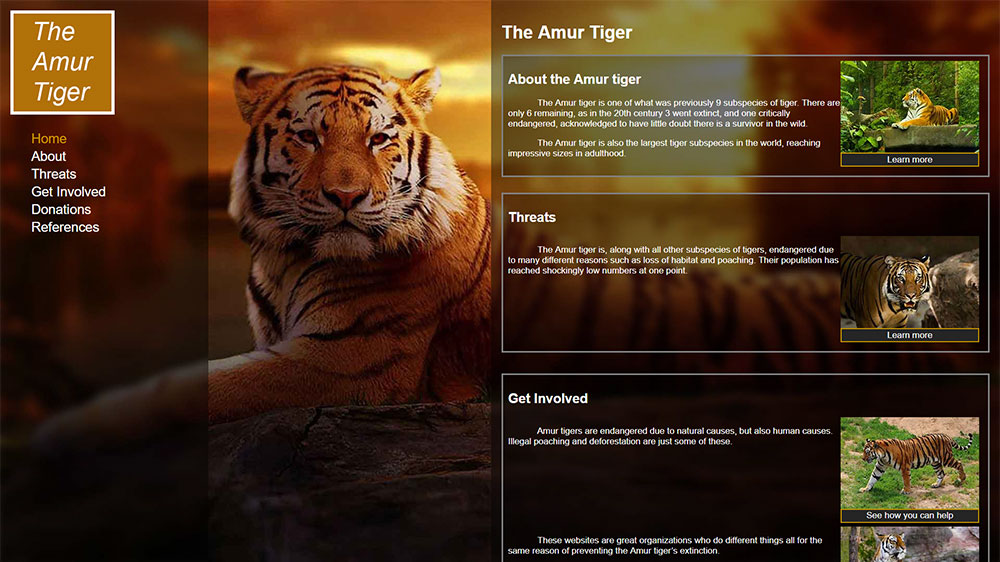 The
Amur
Tiger
Home
About
Threats
Get Involved
Donations
References
The Amur Tiger
About the Amur tiger
The Amur tiger is one of what was previously 9 subspecies of tiger. There are
only 6 remaining, as in the 20th century 3 went extinct, and one critically
endangered, acknowledged to have little doubt there is a survivor in the wild.
The Amur tiger is also the largest tiger subspecies in the world, reaching
impressive sizes in adulthood.
Learn more
Threats
The Amur tiger is, along with all other subspecies of tigers, endangered due
to many different reasons such as loss of habitat and poaching. Their population has
reached shockingly low numbers at one point.
Learn more
Get Involved
Amur tigers are endangered due to natural causes, but also human causes.
Illegal poaching and deforestation are just some of these.
See how you can help
These websites are great organizations who do different things all for the
same reason of preventing the Amur tiger's extinction.